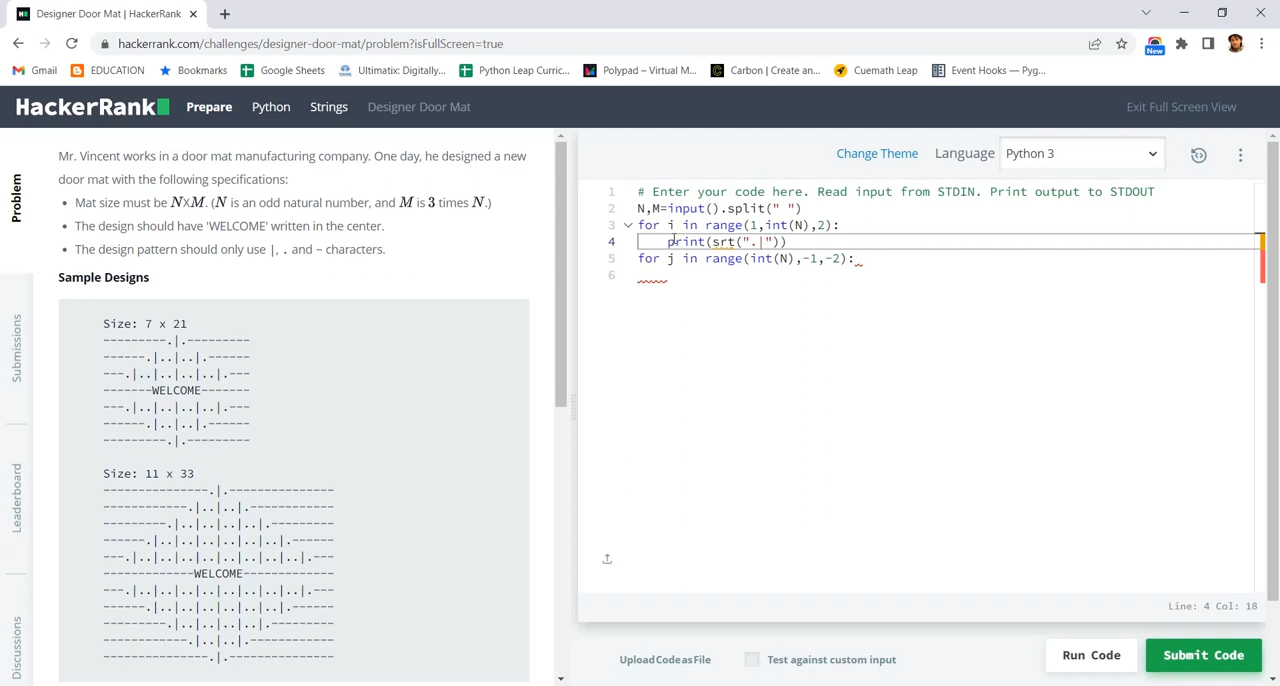 Designer Door Mat | HackerRank
hackerrank.com/challenges/designer-door-mat/problem?isFullScreen=true
New
Gmail EDUCATION Bookmarks Google Sheets Ultimatix: Digitally... Python Leap Curric... Polypad – Virtual M... Carbon | Create an... Cuemath Leap Event Hooks — Pyg...
HackerRank Prepare Python Strings Designer Door Mat Exit Full Screen View
Problem
Submissions
Leaderboard
Discussions
Mr. Vincent works in a door mat manufacturing company. One day, he designed a new
door mat with the following specifications:
• Mat size must be N X M. (N is an odd natural number, and M is 3 times N.)
• The design should have 'WELCOME' written in the center.
• The design pattern should only use |, . and - characters.
Sample Designs
Size: 7 x 21
---------.|.---------
------.|..|..|.------
---.|..|..|..|..|.---
-------WELCOME-------
---.|..|..|..|..|.---
------.|..|..|.------
---------.|.---------
Size: 11 x 33
---------------.|.---------------
------------.|..|..|.------------
---------.|..|..|..|..|.---------
------.|..|..|..|..|..|..|.------
---.|..|..|..|..|..|..|..|..|.---
-------------WELCOME-------------
---.|..|..|..|..|..|..|..|..|.---
------.|..|..|..|..|..|..|.------
---------.|..|..|..|..|.---------
------------.|..|..|.------------
---------------.|.---------------
Change Theme Language Python 3
1 # Enter your code here. Read input from STDIN. Print output to STDOUT
2 N,M=input().split(" ")
3 for i in range(1,int(N),2):
4 print(srt(".|"))
5 for j in range(int(N),-1,-2):
6
Line: 4 Col: 18
Upload Code as File Test against custom input Run Code Submit Code